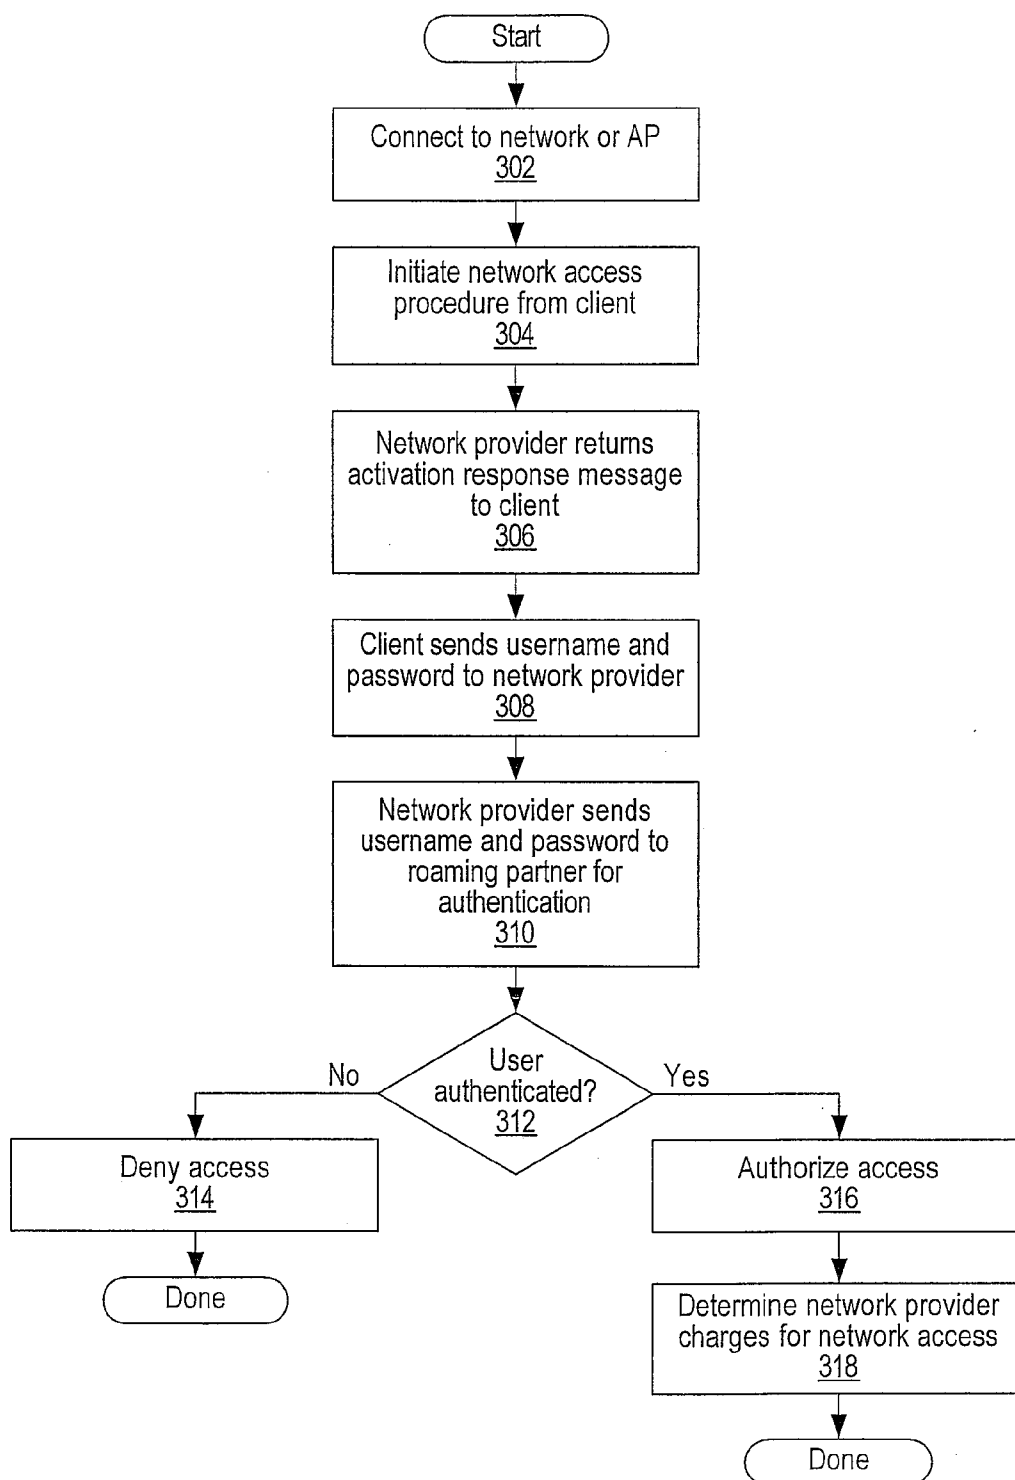 Start
Connect to network or AP
302
Initiate network access
procedure from client
304
Network provider returns
activation response message
to client
306
Client sends username and
password to network provider
308
Network provider sends
username and password to
roaming partner for
authentication
310
User
authenticated?
312
No
Yes
Deny access
314
Done
Authorize access
316
Determine network provider
charges for network access
318
Done